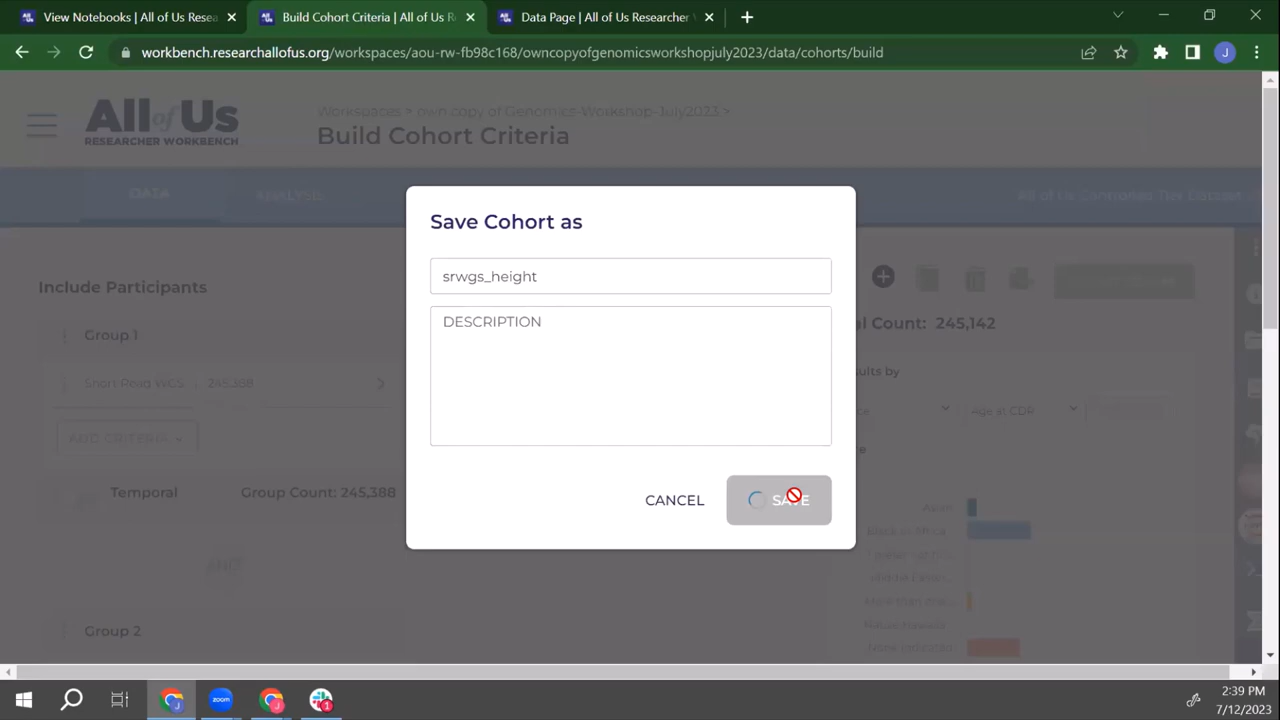 View Notebooks | All of Us Resea
Build Cohort Criteria | All of Us R
Data Page | All of Us Researcher
workbench.researchallofus.org/workspaces/aou-rw-fb98c168/owncopyofgenomicsworkshopjuly2023/data/cohorts/build
J
All of Us
RESEARCHER WORKBENCH
Workspaces > own copy of Genomics-Workshop-July2023 >
Build Cohort Criteria
DATA
ANALYSIS
All of Us Controlled Tier Dataset
Save Cohort as
srwgs_height
DESCRIPTION
CANCEL
SAVE
Include Participants
Group 1
Short Read WGS | 245,388
ADD CRITERIA
Temporal
Group Count: 245,388
AND
Group 2
al Count: 245,142
sults by
Age at CDR
Asian
Black or Africa
More than
2:39 PM
7/12/2023
zoom